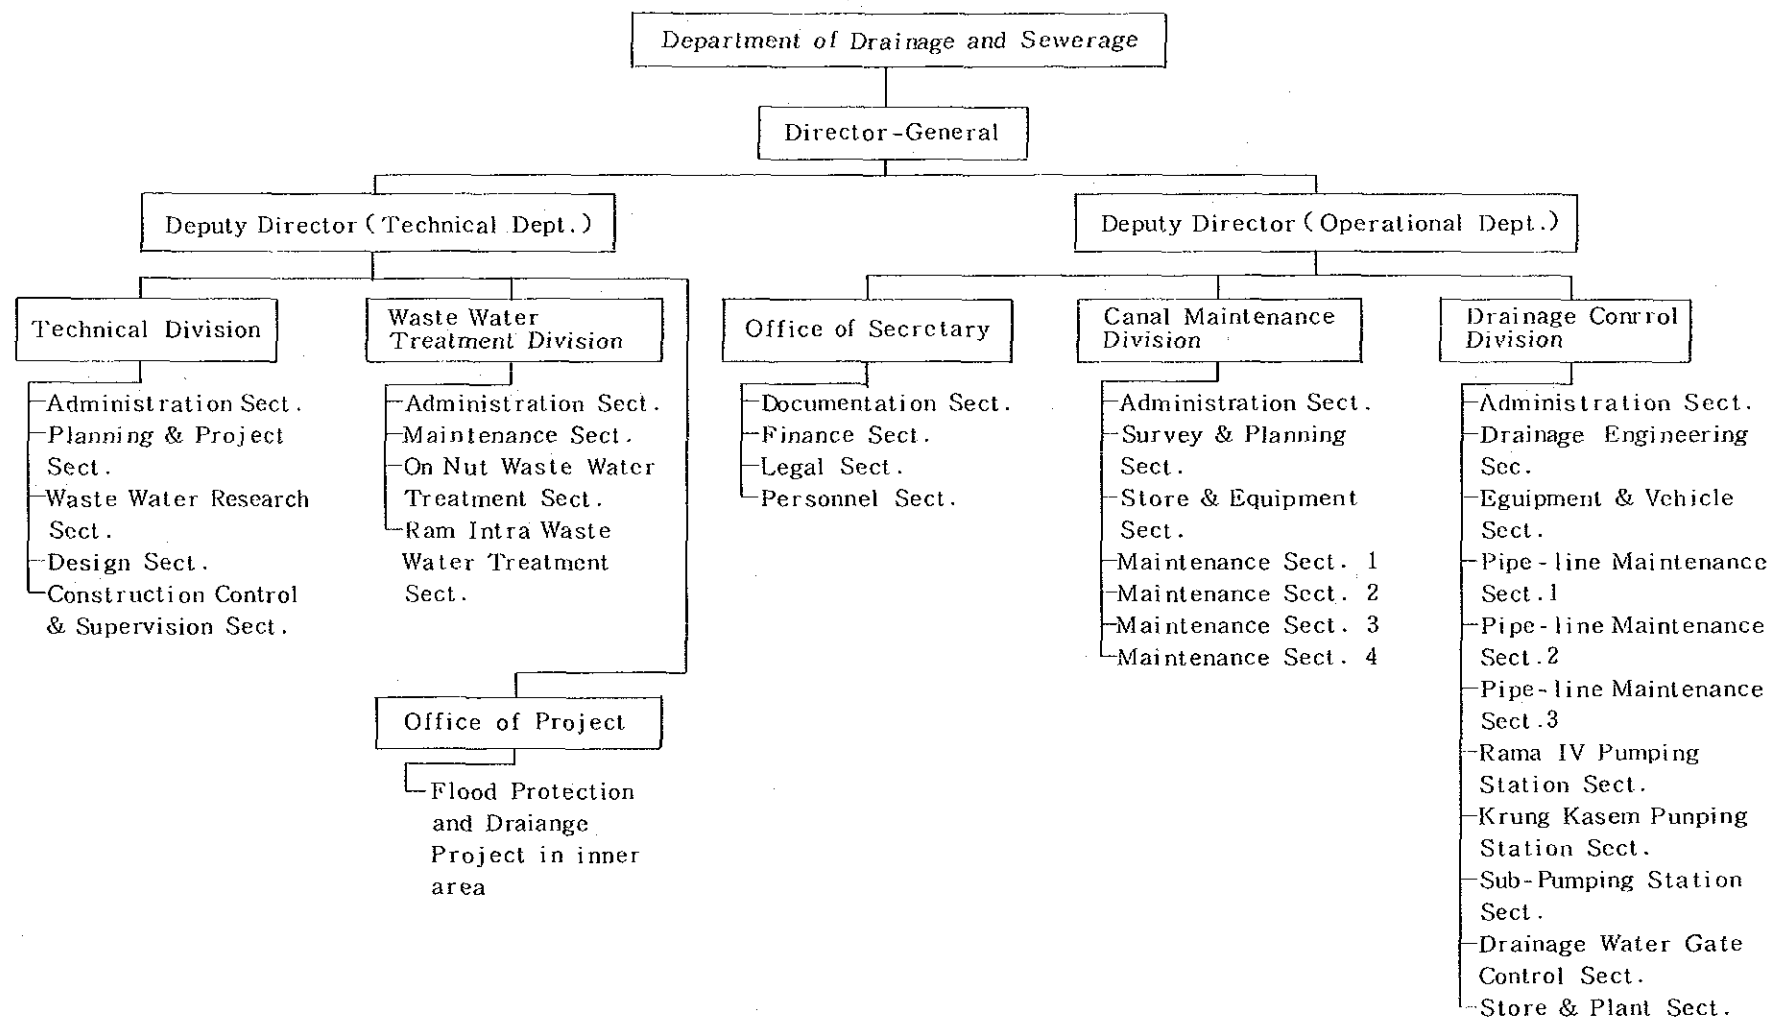 Department of Drainage and Sewerage
Director-General
Deputy Director (Technical Dept.)
Deputy Director (Operational Dept.)
Technical Division
Waste Water
Treatment Division
Office of Secretary
Canal Maintenance
Division
Drainage Conrrol
Division
Administration Sect.
Planning & Project
Sect.
Waste Water Research
Sect.
Design Sect.
Construction Control
& Supervision Sect.
Administration Sect.
Maintenance Sect.
On Nut Waste Water
Treatment Sect.
Ram Intra Waste
Water Treatment
Sect.
Office of Project
Flood Protection
and Draiange
Project in inner
area
Documentation Sect.
Finance Sect.
Legal Sect.
Personnel Sect.
Administration Sect.
Survey & Planning
Sect.
Store & Equipment
Sect.
Maintenance Sect. 1
Maintenance Sect. 2
Maintenance Sect. 3
Maintenance Sect. 4
Administration Sect.
Drainage Engineering
Sec.
Eguipment & Vehicle
Sect.
Pipe-line Maintenance
Sect.1
Pipe-line Maintenance
Sect.2
Pipe-line Maintenance
Sect.3
Rama IV Pumping
Station Sect.
Krung Kasem Punping
Station Sect.
Sub-Pumping Station
Sect.
Drainage Water Gate
Control Sect.
Store & Plant Sect.